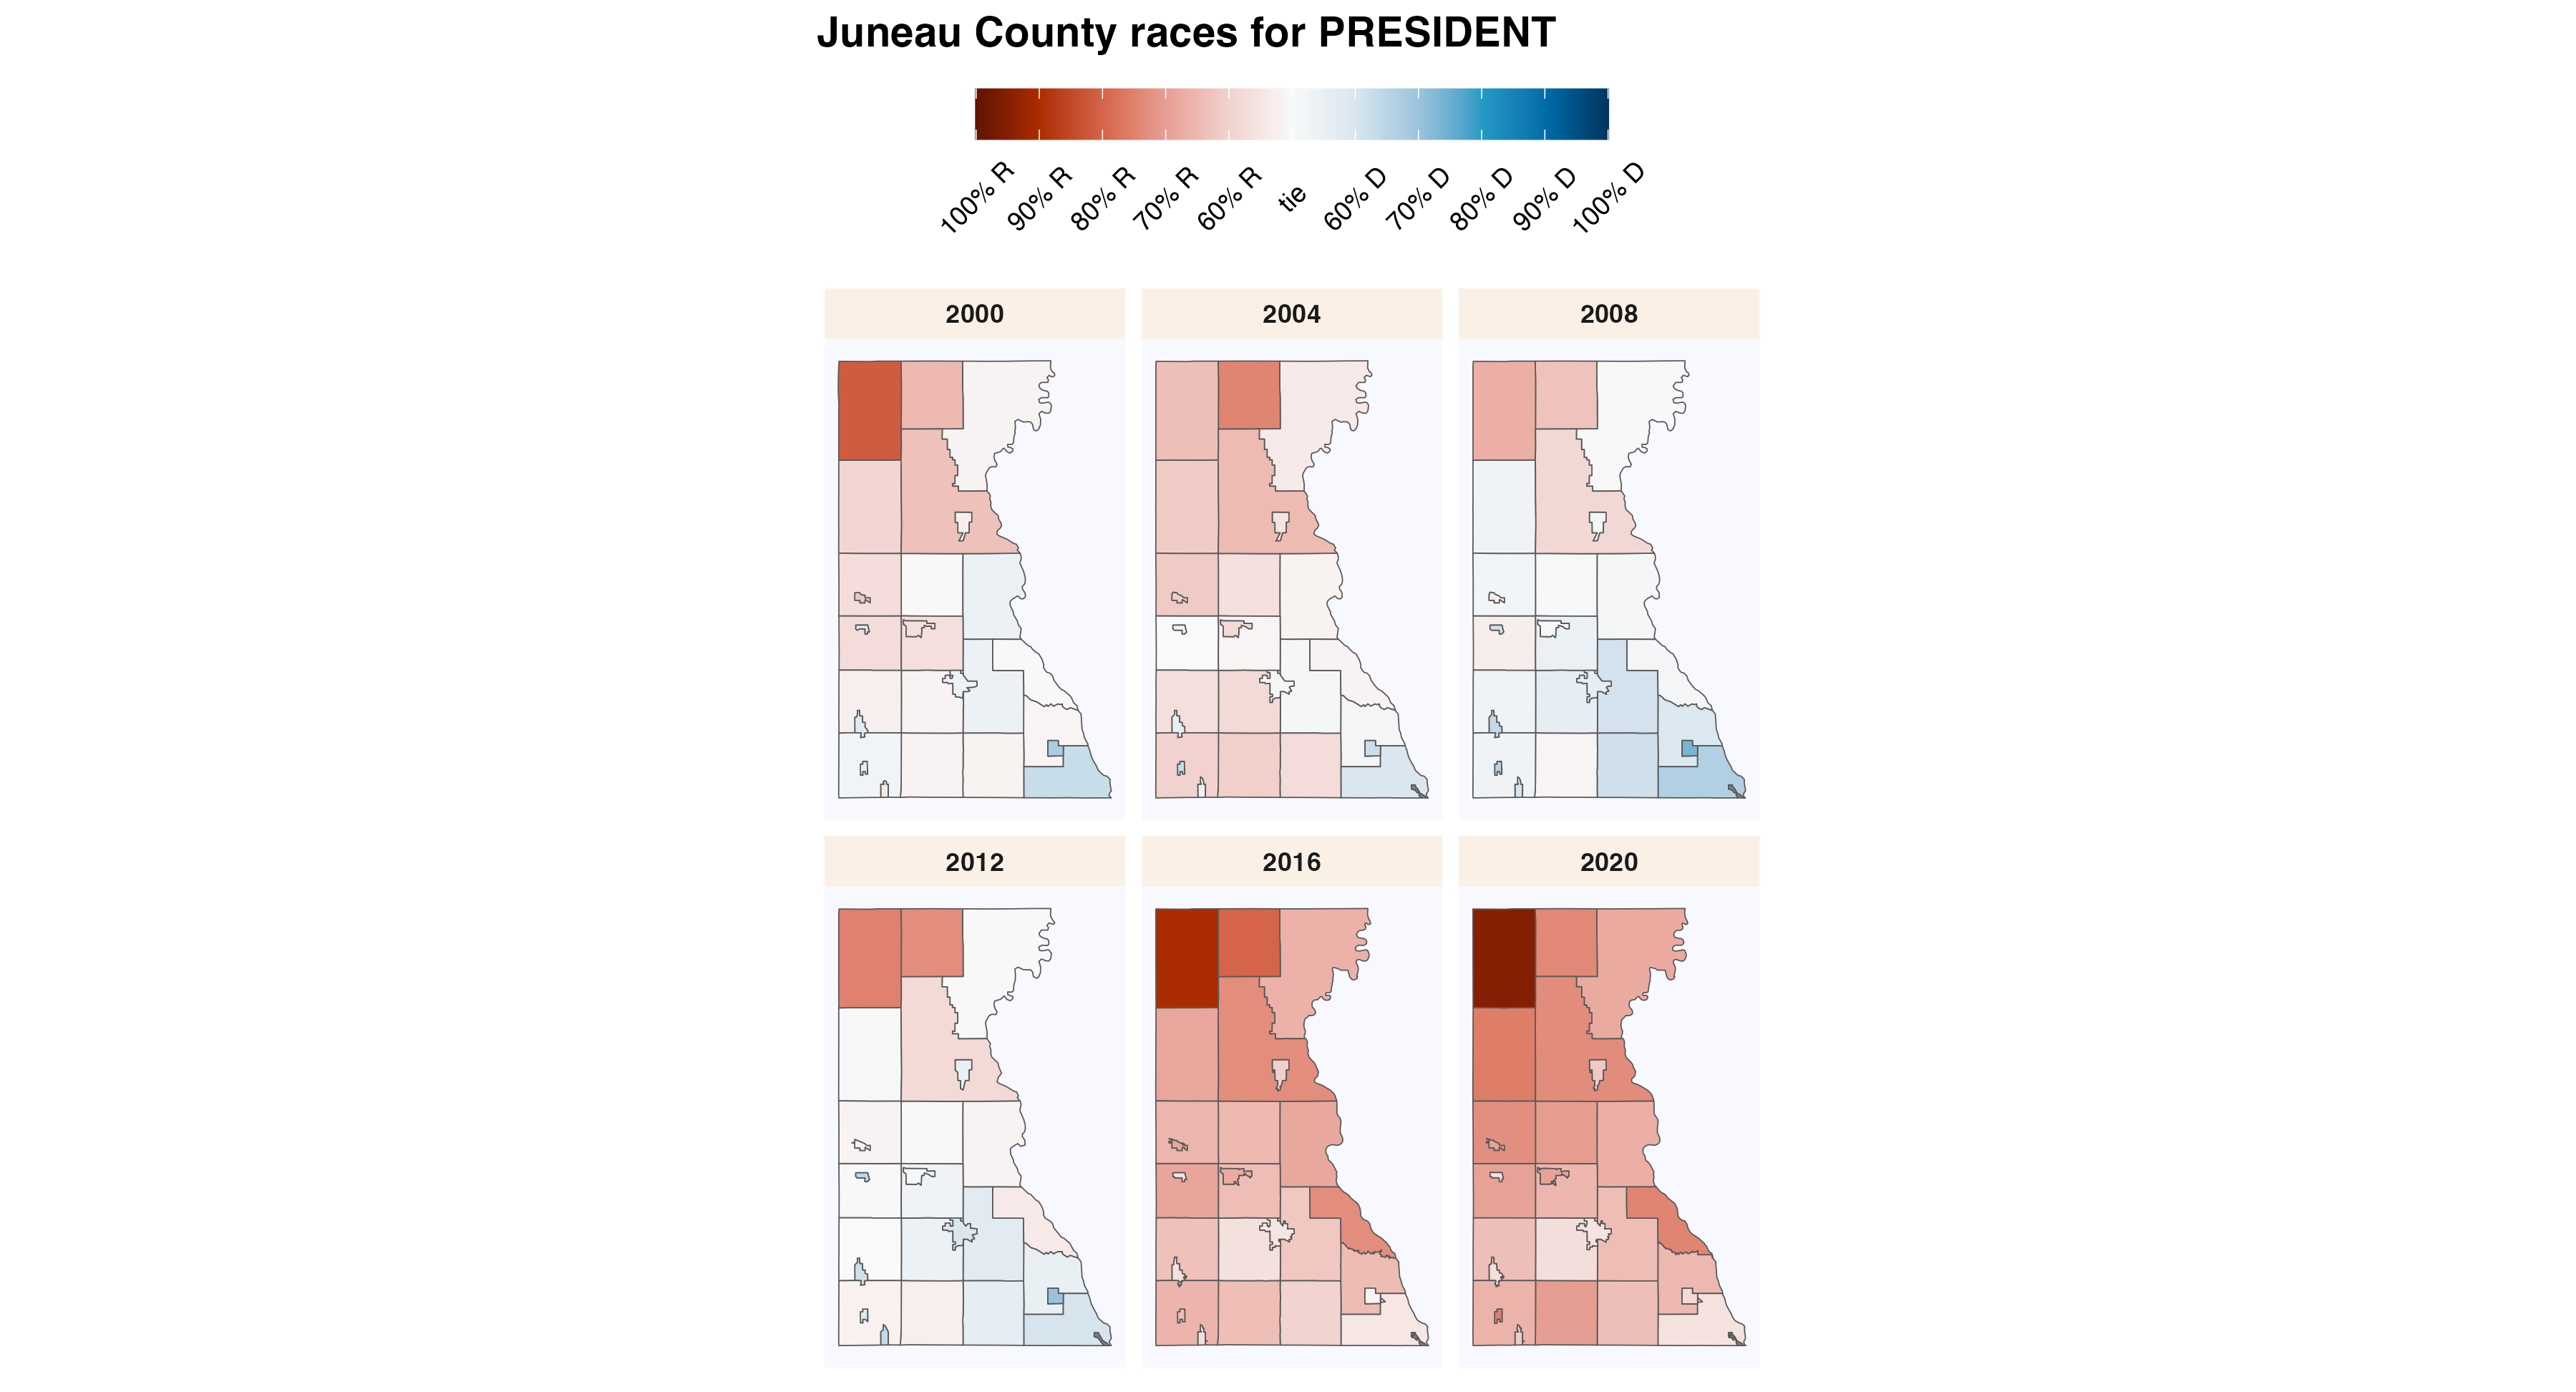 Juneau County races for PRESIDENT
100% R 90% R 80% R 70% R 60% R tie 60% D 70% D 80% D 90% D 100% D
2000 2004 2008
2012 2016 2020